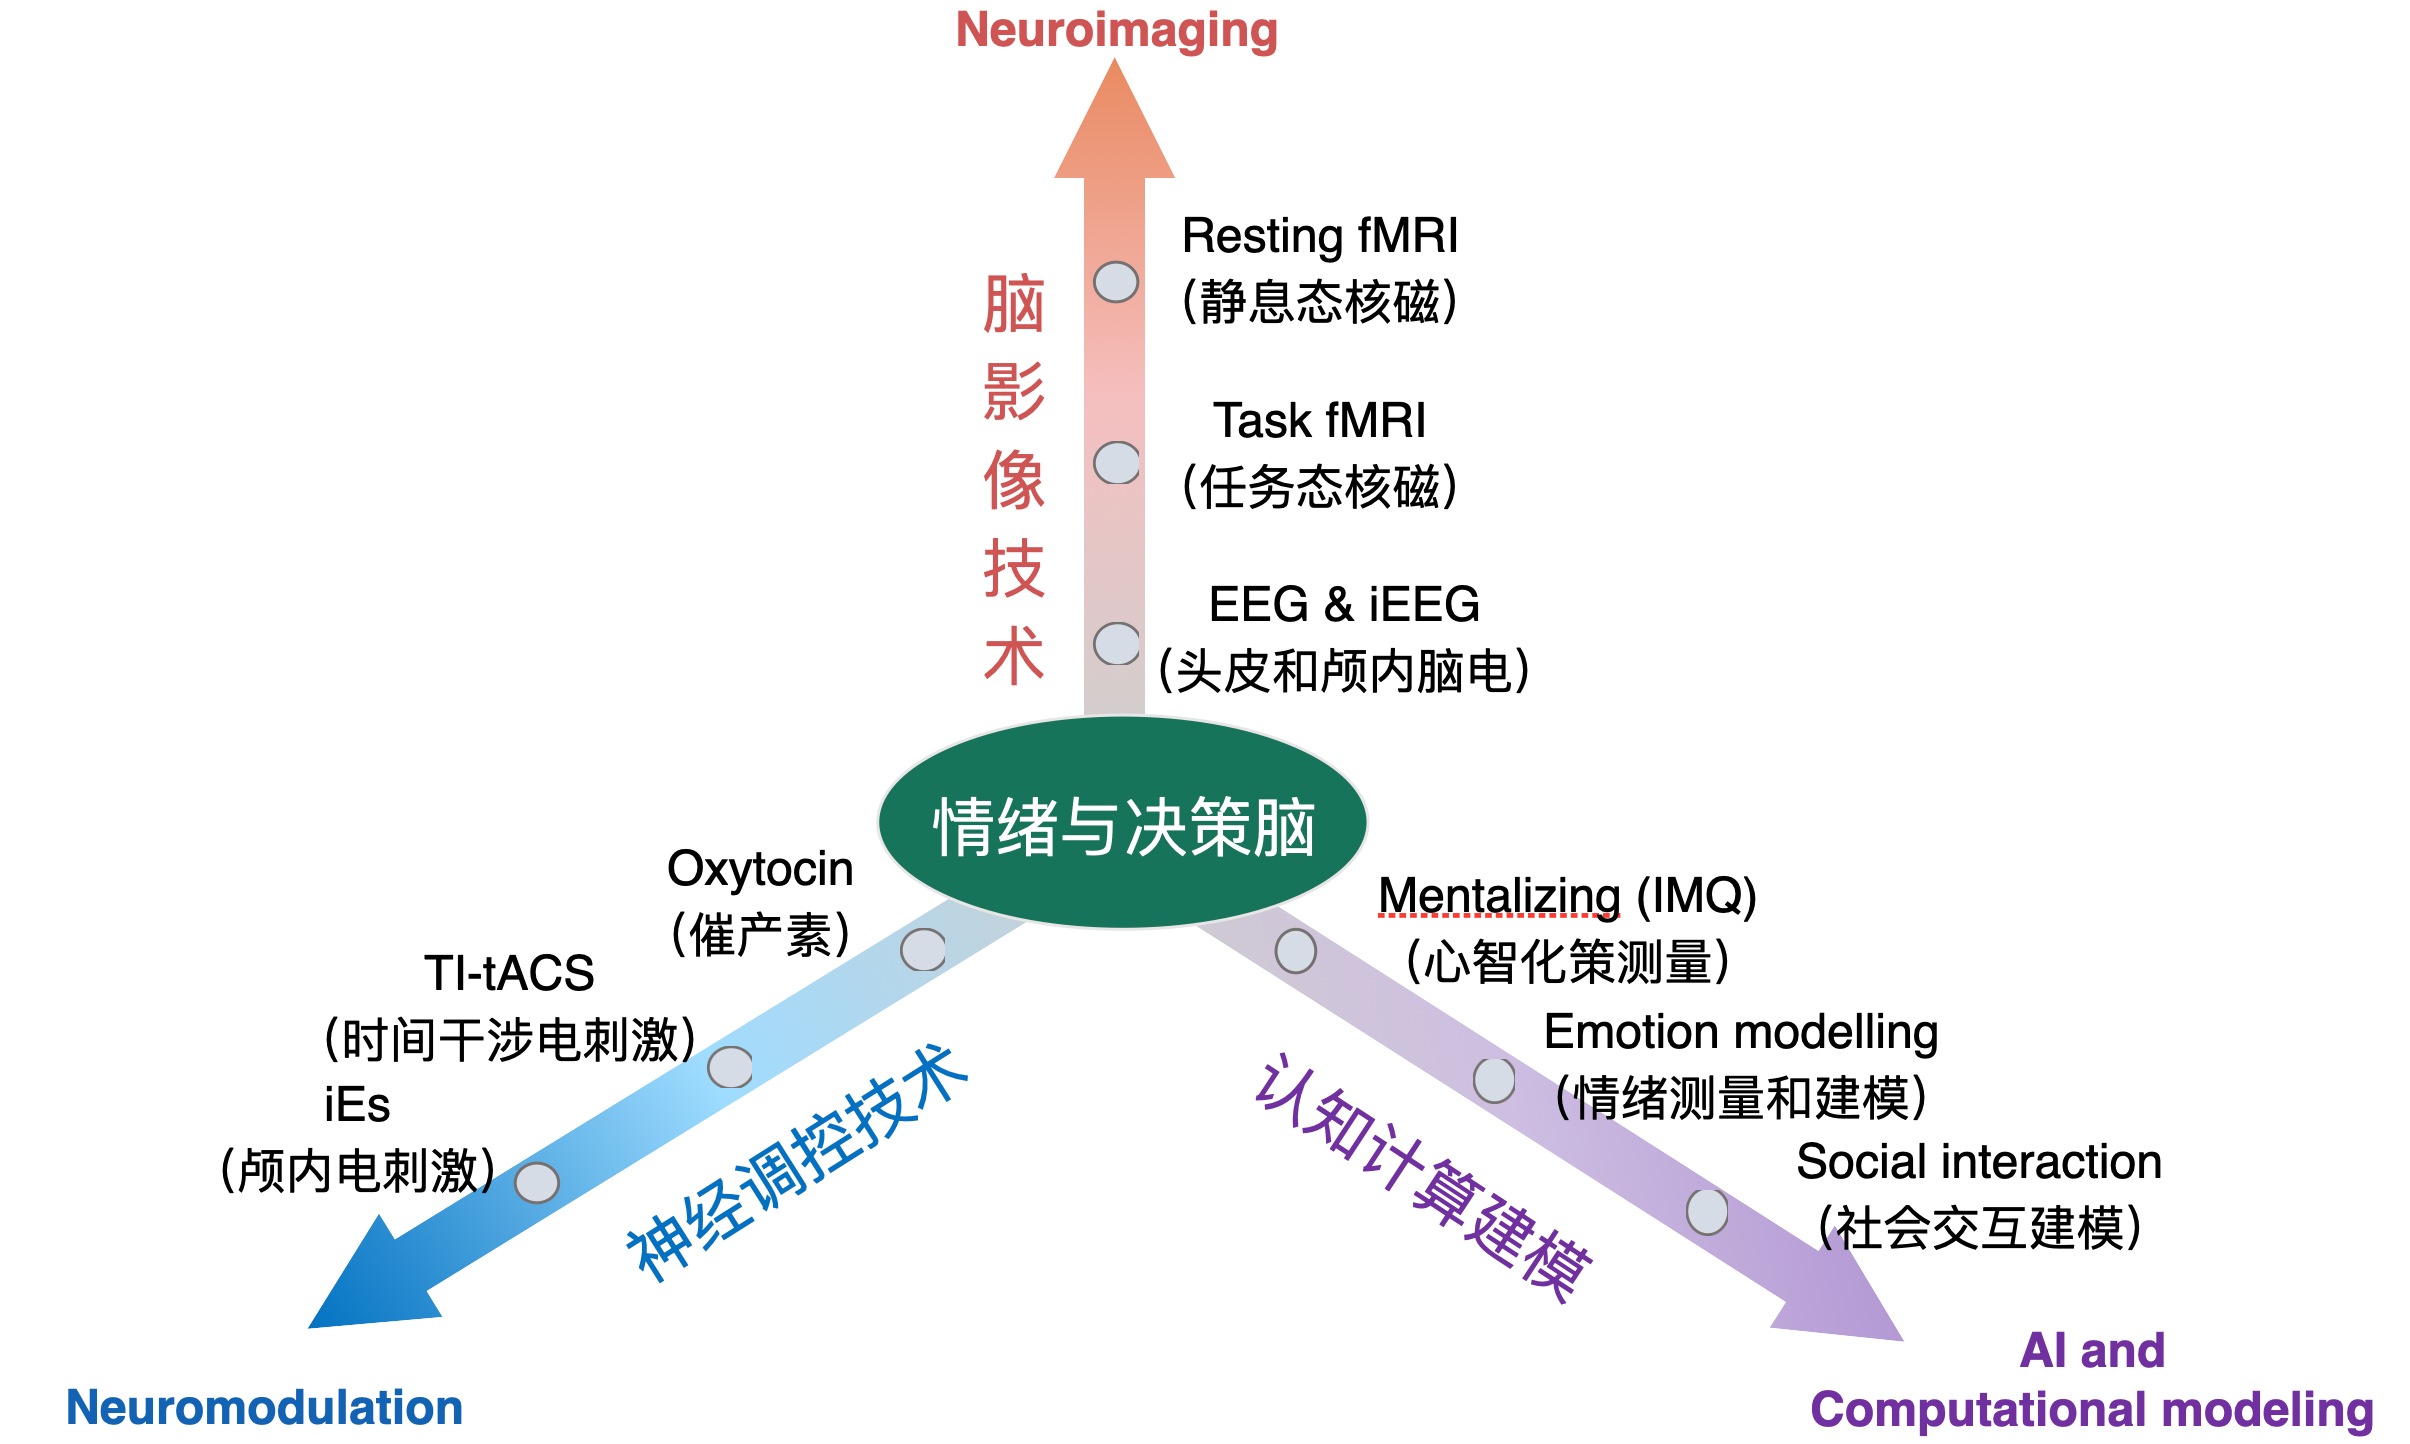 Neuroimaging
脑影像技术
Resting fMRI
(静息态核磁)
Task fMRI
(任务态核磁)
EEG & iEEG
(头皮和颅内脑电)
情绪与决策脑
Oxytocin
(催产素)
TI-tACS
(时间干涉电刺激)
iEs
(颅内电刺激)
神经调控技术
Neuromodulation
Mentalizing (IMQ)
(心智化策测量)
Emotion modelling
(情绪测量和建模)
Social interaction
(社会交互建模)
认知计算建模
AI and
Computational modeling